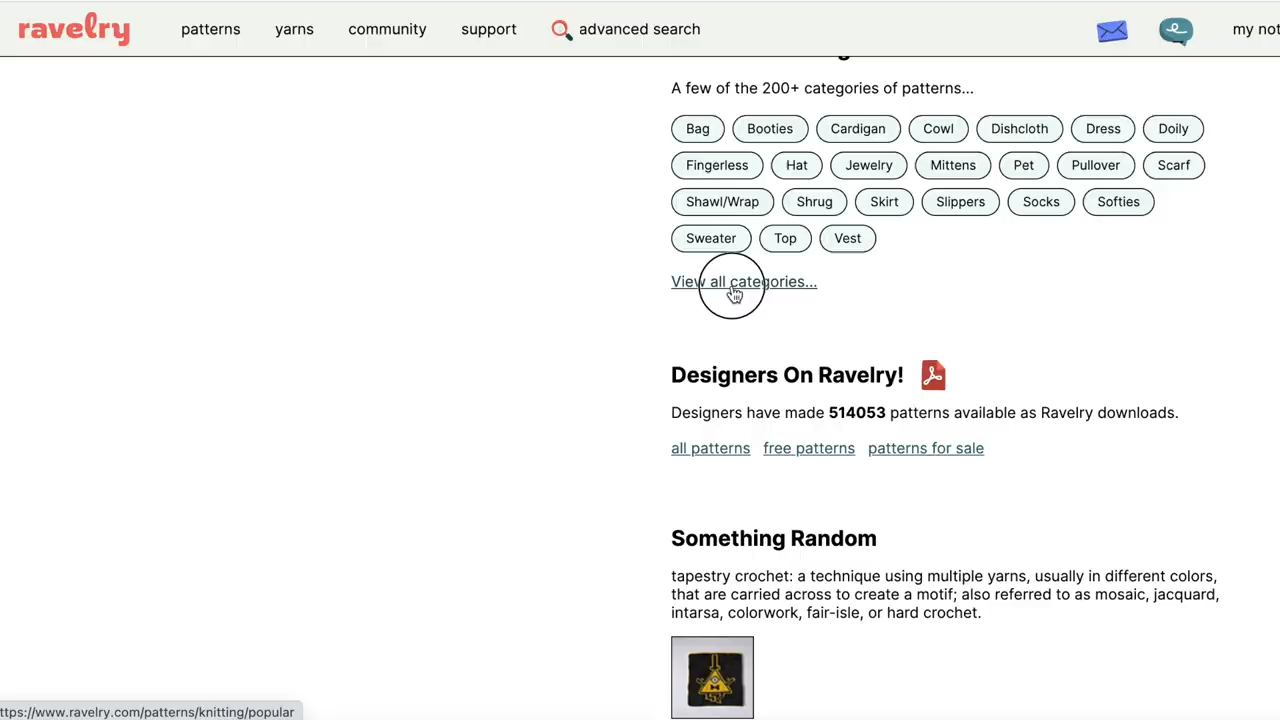 ravelry
patterns yarns community support advanced search my not
A few of the 200+ categories of patterns...
Bag Booties Cardigan Cowl Dishcloth Dress Doily
Fingerless Hat Jewelry Mittens Pet Pullover Scarf
Shawl/Wrap Shrug Skirt Slippers Socks Softies
Sweater Top Vest
View all categories...
Designers On Ravelry!
Designers have made 514053 patterns available as Ravelry downloads.
all patterns free patterns patterns for sale
Something Random
tapestry crochet: a technique using multiple yarns, usually in different colors,
that are carried across to create a motif; also referred to as mosaic, jacquard,
intarsa, colorwork, fair-isle, or hard crochet.
ttps://www.ravelry.com/patterns/knitting/popular